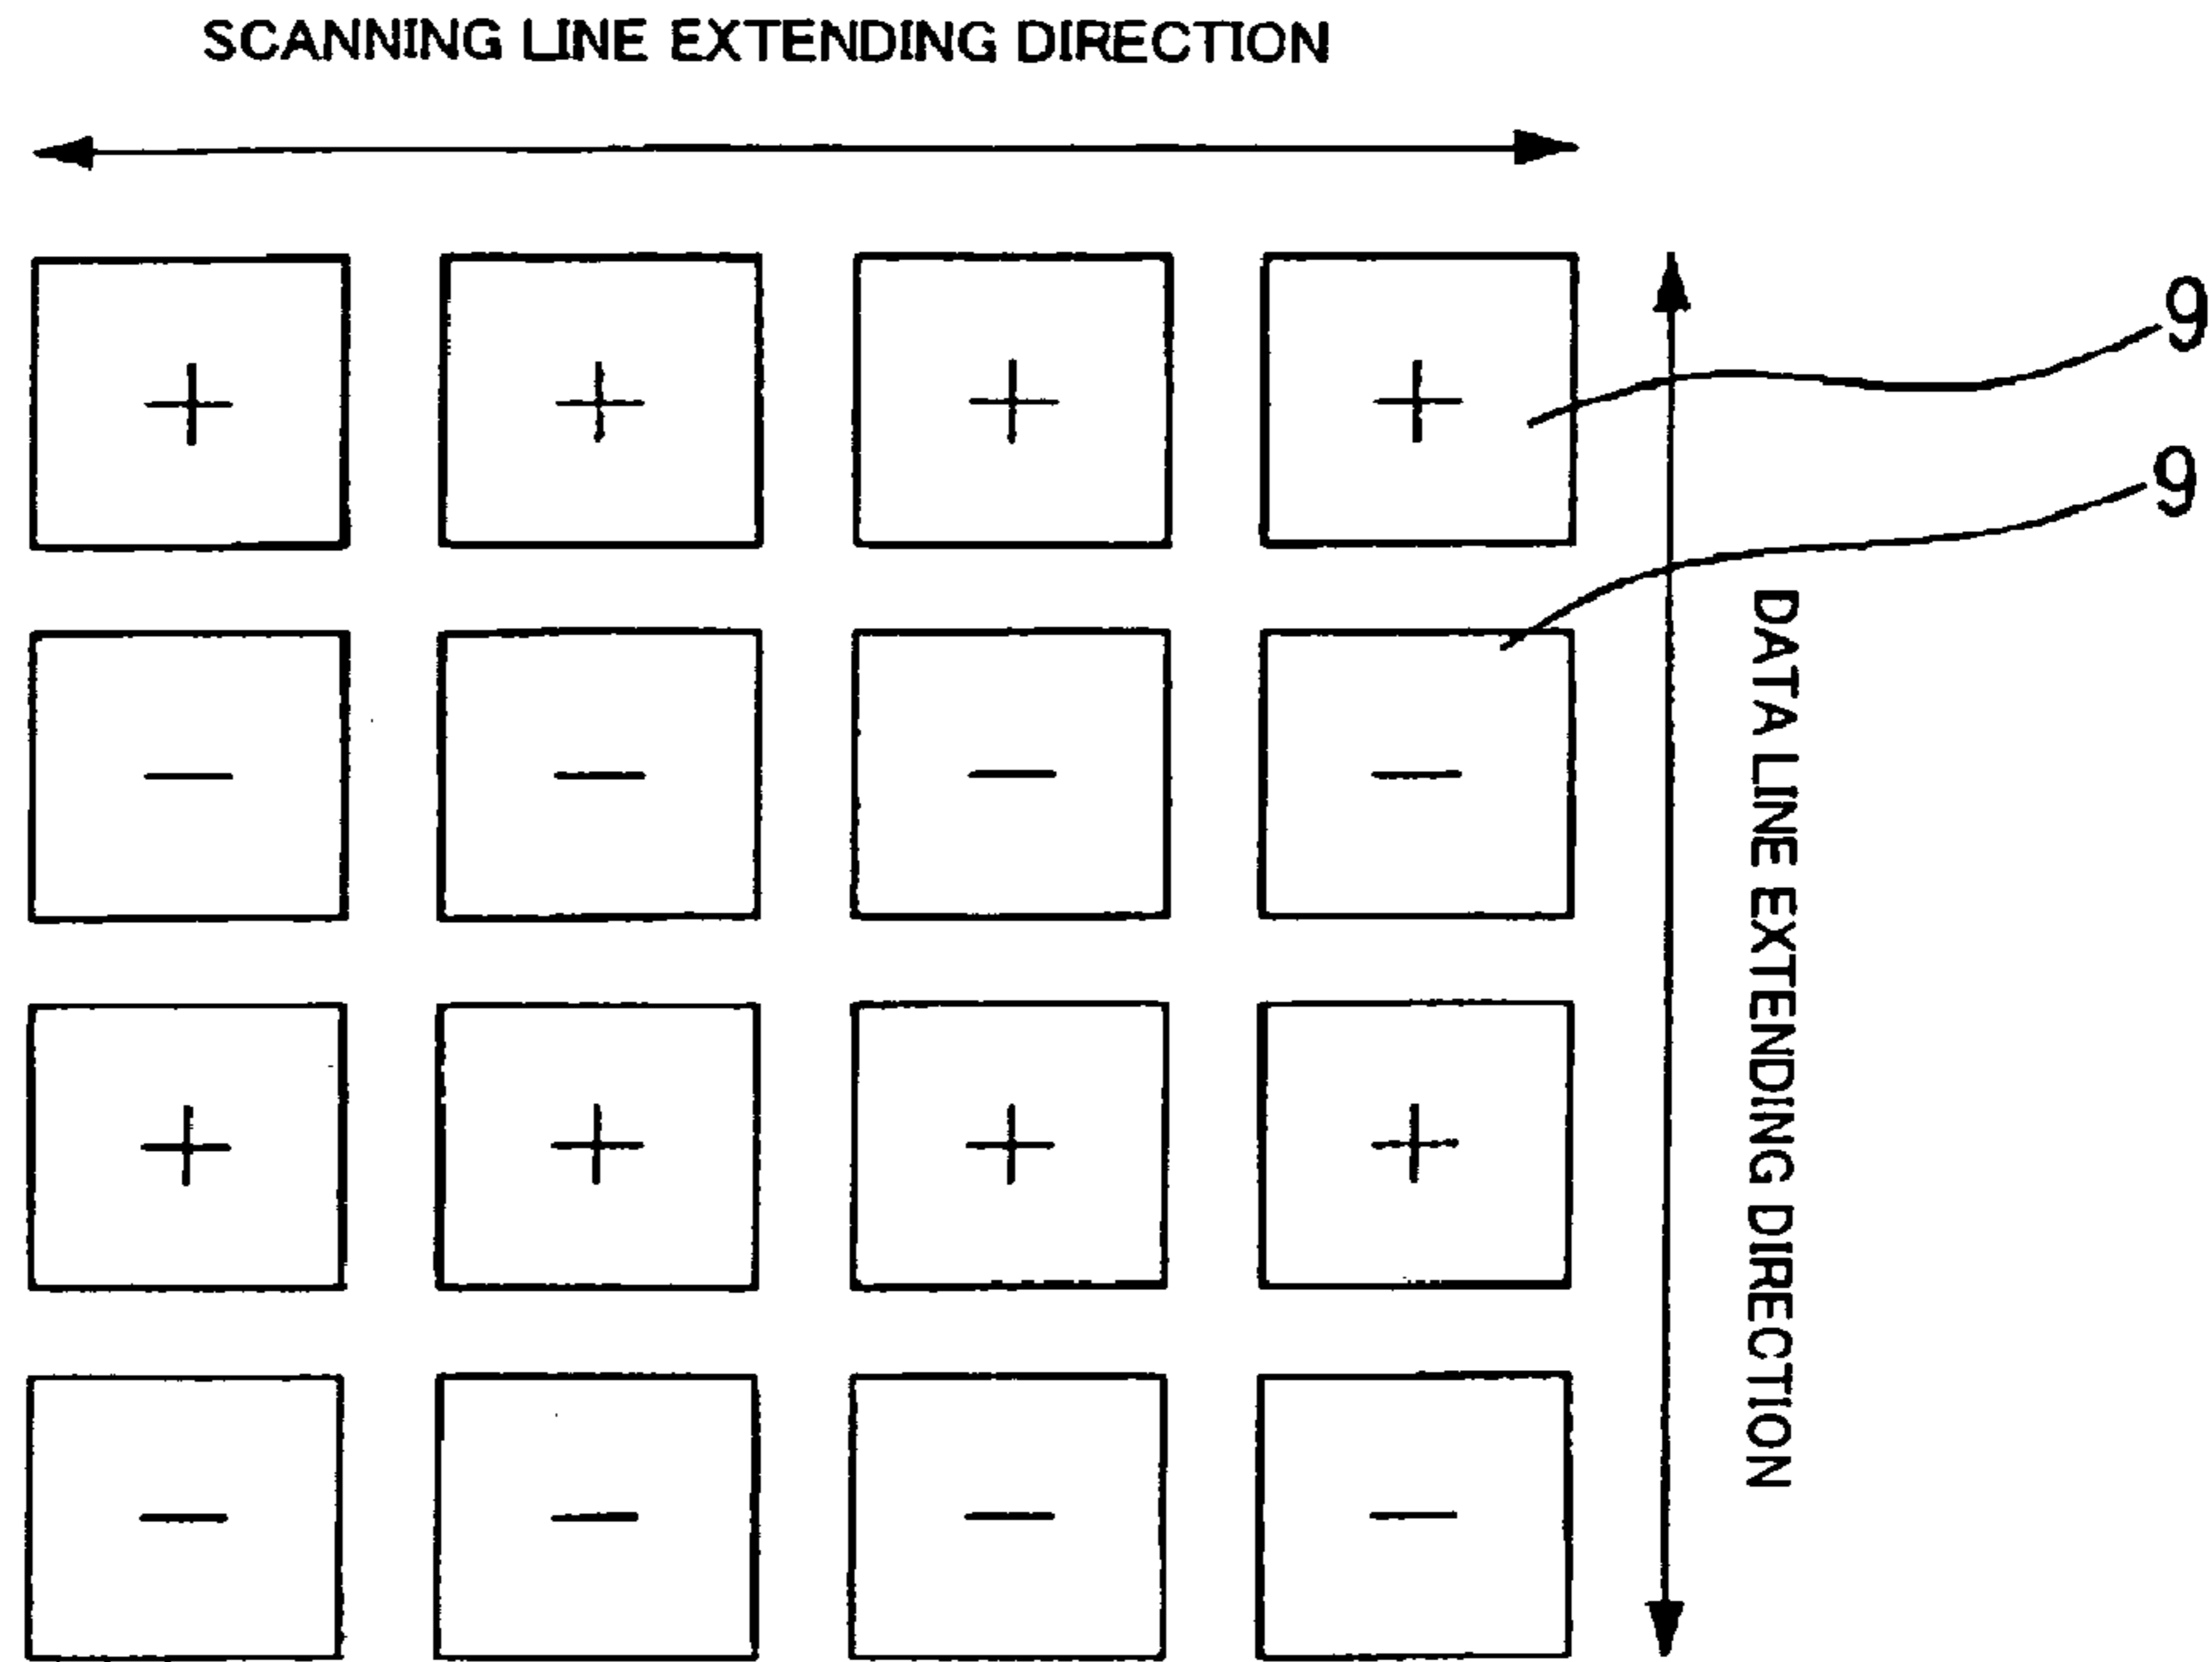 SCANNING LINE EXTENDING DIRECTION
+ + + +
9
9
− − − −
DATA LINE EXTENDING DIRECTION
+ + + +
− − − −